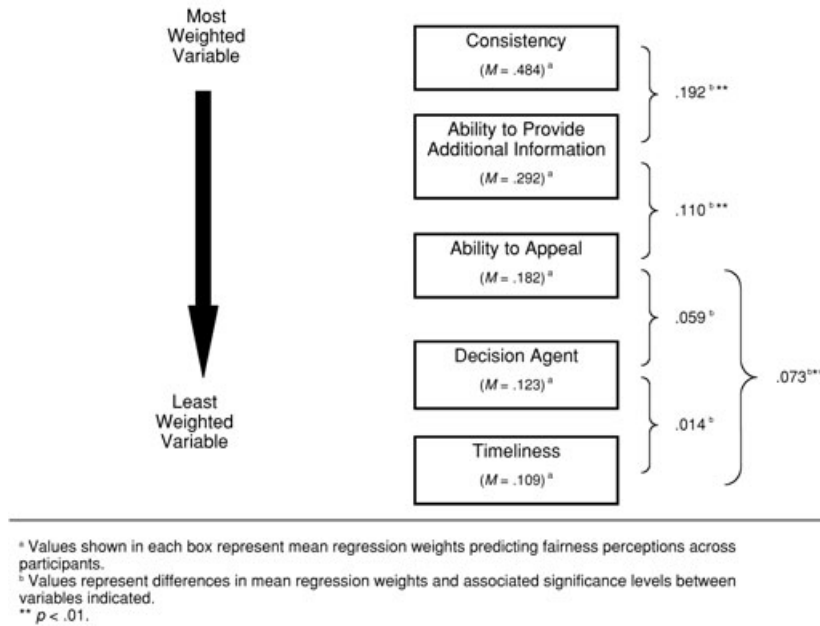 Most
Weighted
Variable
Consistency
(M = .484) ᵃ
.192 ᵇ**
Ability to Provide
Additional Information
(M = .292) ᵃ
.110 ᵇ**
Ability to Appeal
(M = .182) ᵃ
.059 ᵇ
Decision Agent
(M = .123) ᵃ
.073ᵇ**
Least
Weighted
Variable
.014 ᵇ
Timeliness
(M = .109) ᵃ
ᵃ Values shown in each box represent mean regression weights predicting fairness perceptions across
participants.
ᵇ Values represent differences in mean regression weights and associated significance levels between
variables indicated.
** p < .01.